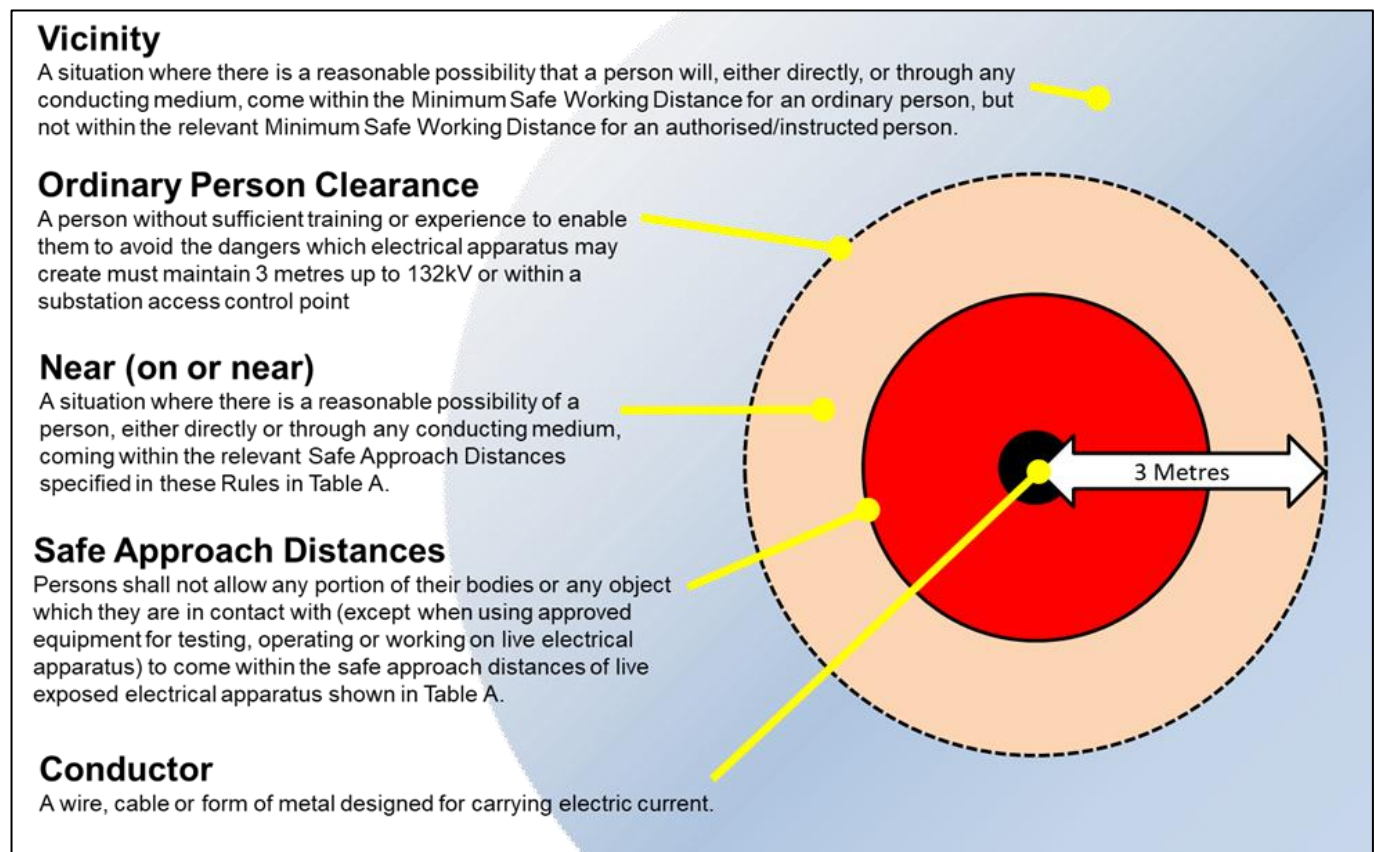 Vicinity
A situation where there is a reasonable possibility that a person will, either directly, or through any
conducting medium, come within the Minimum Safe Working Distance for an ordinary person, but
not within the relevant Minimum Safe Working Distance for an authorised/instructed person.
Ordinary Person Clearance
A person without sufficient training or experience to enable
them to avoid the dangers which electrical apparatus may
create must maintain 3 metres up to 132kV or within a
substation access control point
Near (on or near)
A situation where there is a reasonable possibility of a
person, either directly or through any conducting medium,
coming within the relevant Safe Approach Distances
specified in these Rules in Table A.
3 Metres
Safe Approach Distances
Persons shall not allow any portion of their bodies or any object
which they are in contact with (except when using approved
equipment for testing, operating or working on live electrical
apparatus) to come within the safe approach distances of live
exposed electrical apparatus shown in Table A.
Conductor
A wire, cable or form of metal designed for carrying electric current.